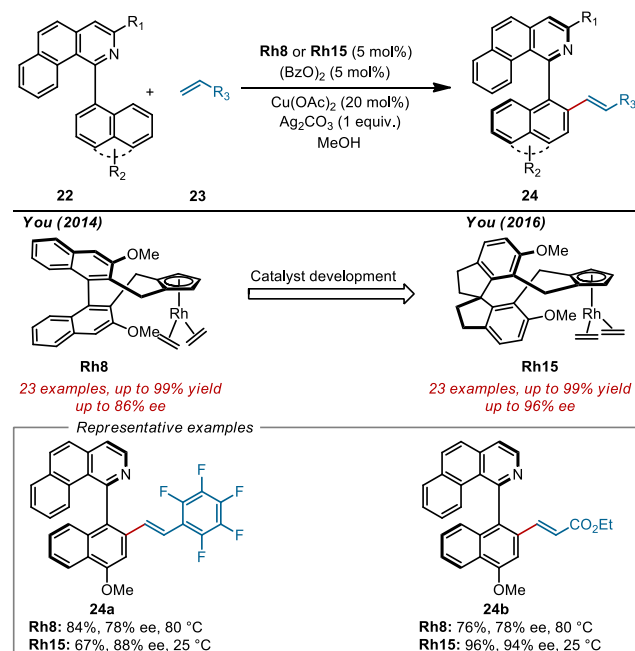 R1
N
R1
N
Rh8 or Rh15 (5 mol%)
(BzO)2 (5 mol%)
Cu(OAc)2 (20 mol%)
Ag2CO3 (1 equiv.)
MeOH
+
R3
R3
R2
R2
22
23
24
You (2014)
You (2016)
OMe
OMe
Catalyst development
Rh
Rh
OMe
OMe
Rh8
Rh15
23 examples, up to 99% yield
up to 86% ee
23 examples, up to 99% yield
up to 96% ee
Representative examples
N
F
F
F
F
F
F
N
CO2Et
OMe
OMe
24a
24b
Rh8: 84%, 78% ee, 80 °C
Rh15: 67%, 88% ee, 25 °C
Rh8: 76%, 78% ee, 80 °C
Rh15: 96%, 94% ee, 25 °C